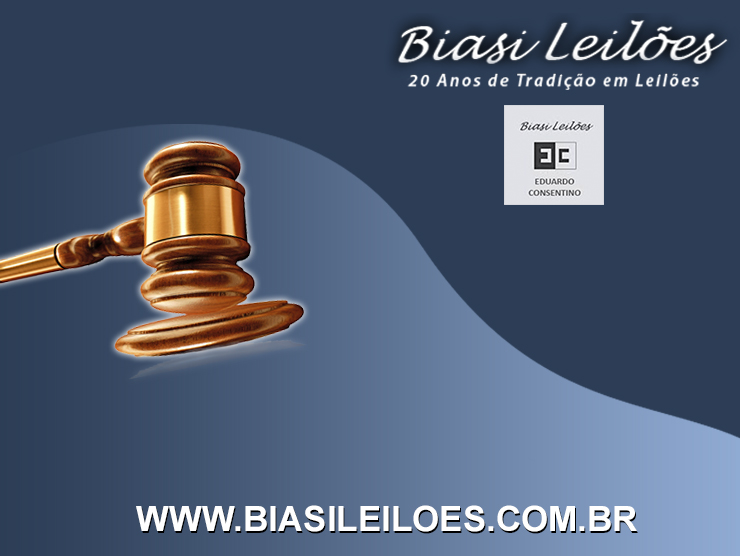 Biasi Leilões
20 Anos de Tradição em Leilões
Biasi Leilões
EC
EDUARDO
CONSENTINO
WWW.BIASILEILOES.COM.BR